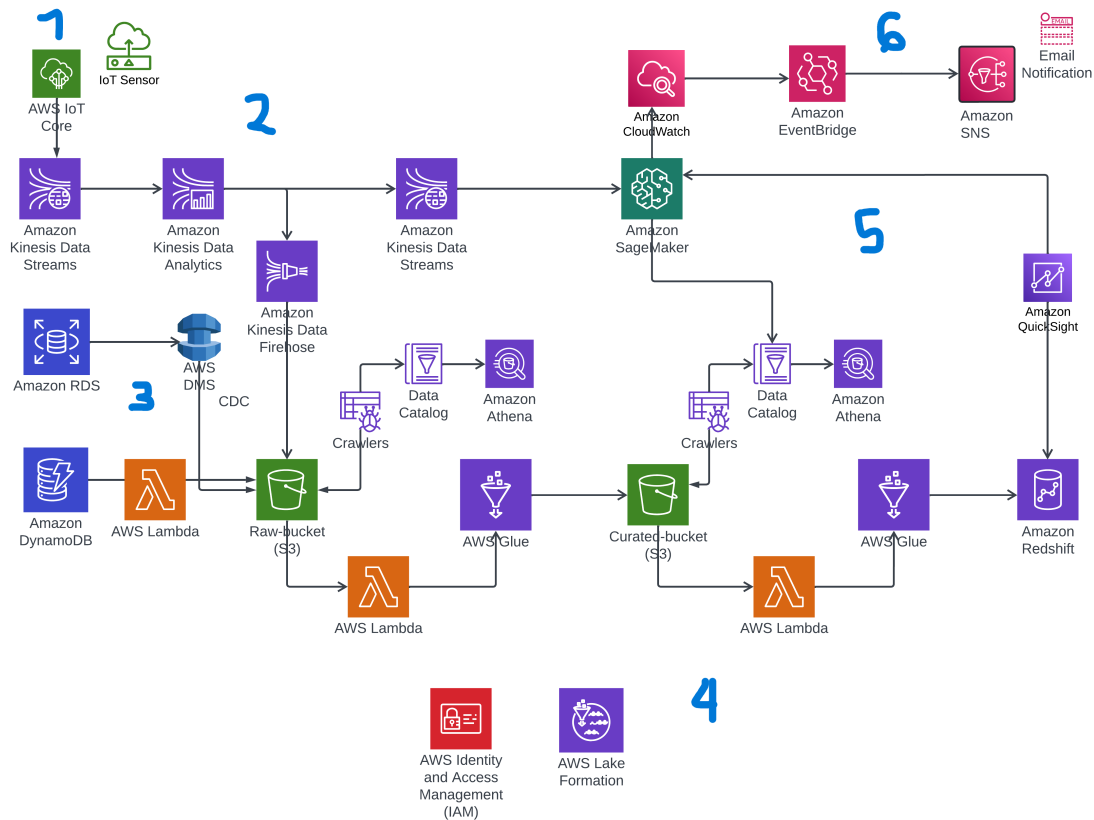 1
IoT Sensor
AWS IoT
Core
2
6
EMAIL
Email
Notification
Amazon
CloudWatch
Amazon
EventBridge
Amazon
SNS
Amazon
Kinesis Data
Streams
Amazon
Kinesis Data
Analytics
Amazon
Kinesis Data
Streams
Amazon
SageMaker
5
Amazon
Kinesis Data
Firehose
Amazon
QuickSight
Amazon RDS
AWS
DMS
CDC
3
Data
Catalog
Amazon
Athena
Crawlers
Data
Catalog
Amazon
Athena
Crawlers
Amazon
DynamoDB
AWS Lambda
Raw-bucket
(S3)
AWS Glue
Curated-bucket
(S3)
AWS Glue
Amazon
Redshift
AWS Lambda
AWS Lambda
4
AWS Identity
and Access
Management
(IAM)
AWS Lake
Formation